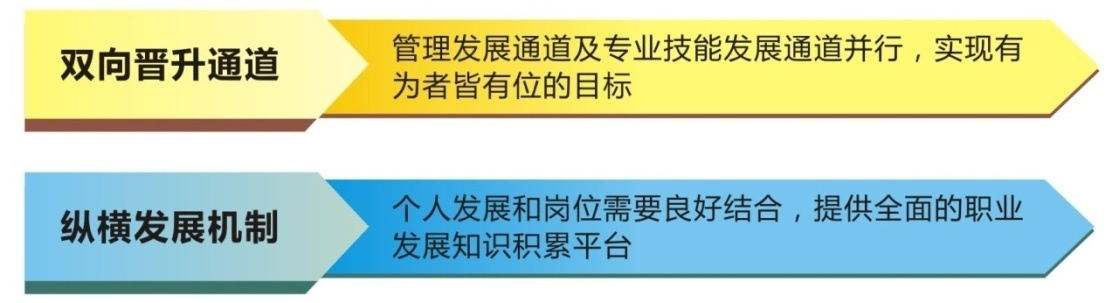 双向晋升通道
管理发展通道及专业技能发展通道并行，实现有
为者皆有位的目标
纵横发展机制
个人发展和岗位需要良好结合，提供全面的职业
发展知识积累平台